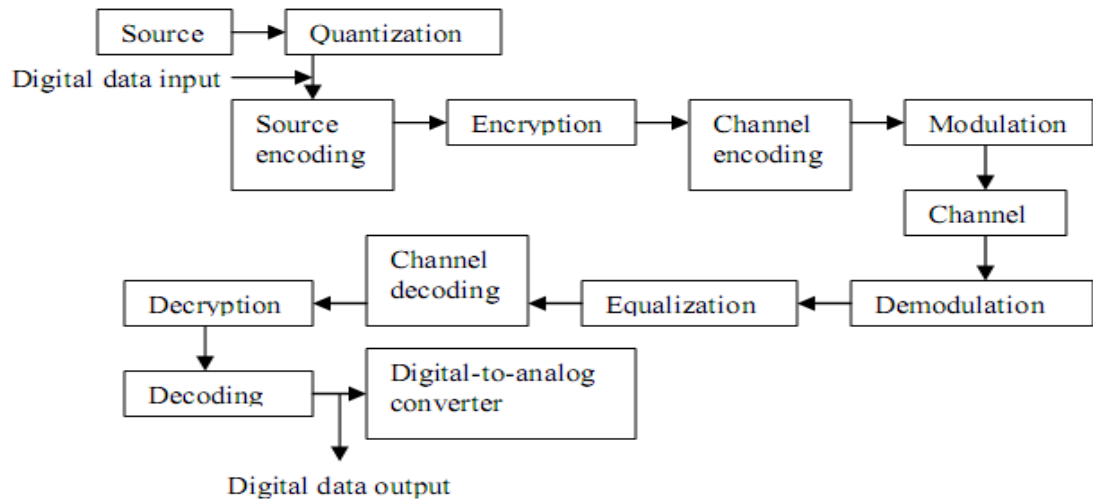 Source
Quantization
Digital data input
Source
encoding
Encryption
Channel
encoding
Modulation
Channel
Demodulation
Equalization
Channel
decoding
Decryption
Decoding
Digital-to-analog
converter
Digital data output